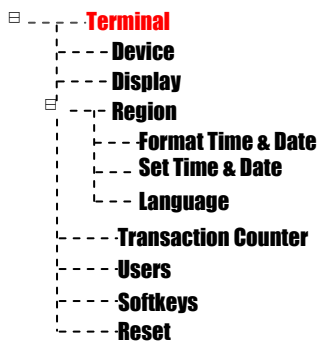 Terminal
Device
Display
Region
Format Time & Date
Set Time & Date
Language
Transaction Counter
Users
Softkeys
Reset